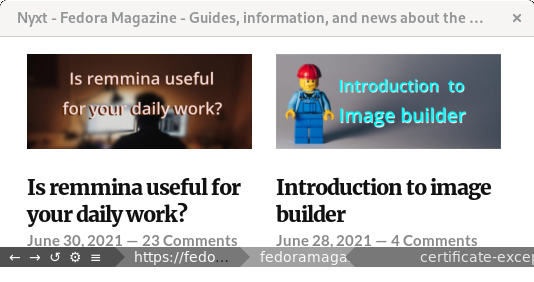 Nyxt - Fedora Magazine - Guides, information, and news about the ...
Is remmina useful
for your daily work?
Introduction to
Image builder
Is remmina useful for
your daily work?
Introduction to image
builder
June 30, 2021 — 23 Comments
June 28, 2021 — 4 Comments
https://fedo...
fedoramaga
certificate-excep